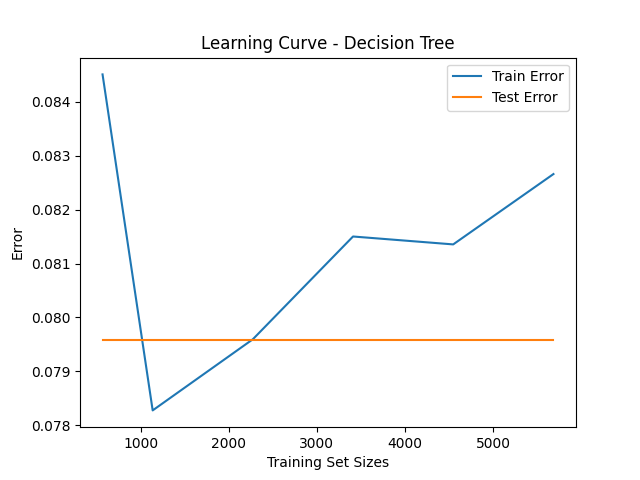 Learning Curve - Decision Tree
Train Error
Test Error
0.084
0.083
0.082
0.081
0.080
0.079
0.078
Error
1000
2000
3000
4000
5000
Training Set Sizes